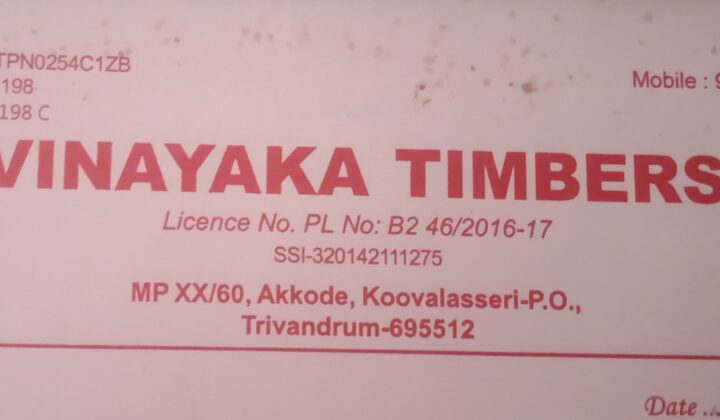 TPN0254C1ZB
198
Mobile : 9
198 C
VINAYAKA TIMBERS
Licence No. PL No: B2 46/2016-17
SSI-320142111275
MP XX/60, Akkode, Koovalasseri-P.O.,
Trivandrum-695512
Date ...